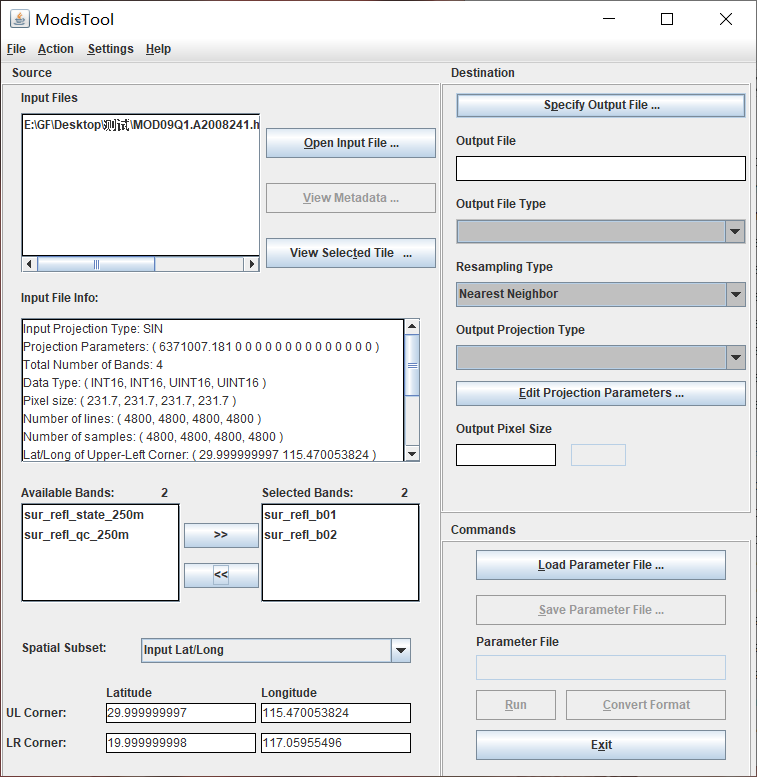 ModisTool
File Action Settings Help
Source
Input Files
E:\GF\Desktop\测试\MOD09Q1.A2008241.h
Open Input File ...
View Metadata ...
View Selected Tile ...
Input File Info:
Input Projection Type: SIN
Projection Parameters: ( 6371007.181 0 0 0 0 0 0 0 0 0 0 0 0 0 0 )
Total Number of Bands: 4
Data Type: ( INT16, INT16, UINT16, UINT16 )
Pixel size: ( 231.7, 231.7, 231.7, 231.7 )
Number of lines: ( 4800, 4800, 4800, 4800 )
Number of samples: ( 4800, 4800, 4800, 4800 )
Lat/Long of Upper-Left Corner: ( 29.999999997 115.470053824 )
Available Bands: 2
sur_refl_state_250m
sur_refl_qc_250m
>>
<<
Selected Bands: 2
sur_refl_b01
sur_refl_b02
Spatial Subset: Input Lat/Long
Latitude Longitude
UL Corner: 29.999999997 115.470053824
LR Corner: 19.999999998 117.05955496
Destination
Specify Output File ...
Output File
Output File Type
Resampling Type
Nearest Neighbor
Output Projection Type
Edit Projection Parameters ...
Output Pixel Size
Commands
Load Parameter File ...
Save Parameter File ...
Parameter File
Run Convert Format
Exit